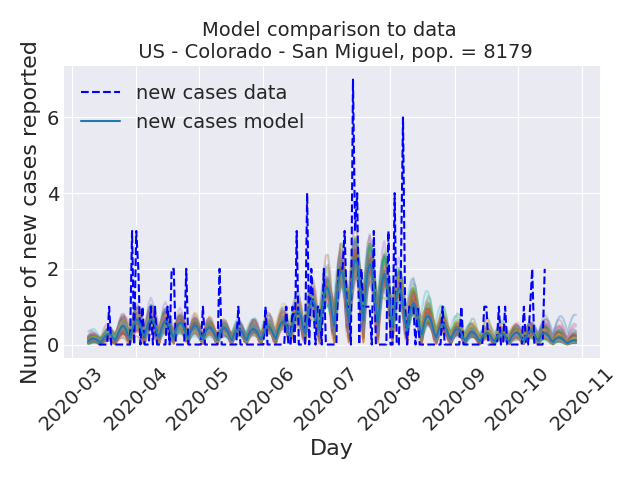 Model comparison to data
US - Colorado - San Miguel, pop. = 8179
Number of new cases reported
6
4
2
0
new cases data
new cases model
2020-03
2020-04
2020-05
2020-06
2020-07
2020-08
2020-09
2020-10
2020-11
Day